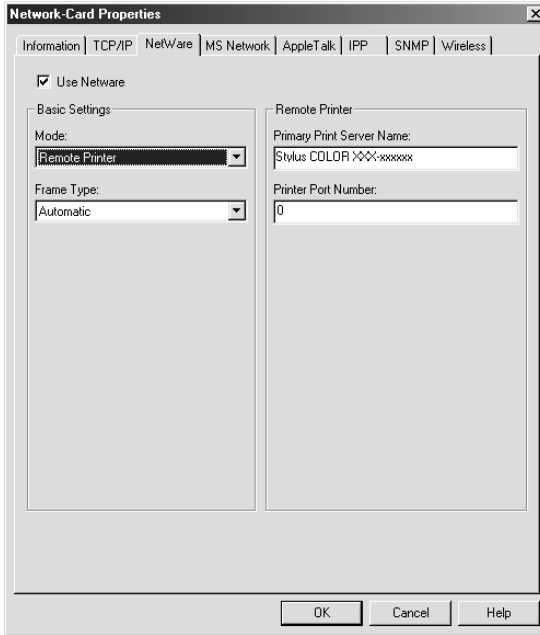 Network-Card Properties
Information TCP/IP NetWare MS Network AppleTalk IPP SNMP Wireless
Use Netware
Basic Settings
Mode:
Remote Printer
Frame Type:
Automatic
Remote Printer
Primary Print Server Name:
Stylus COLOR XXX-xxxxxx
Printer Port Number:
0
OK Cancel Help